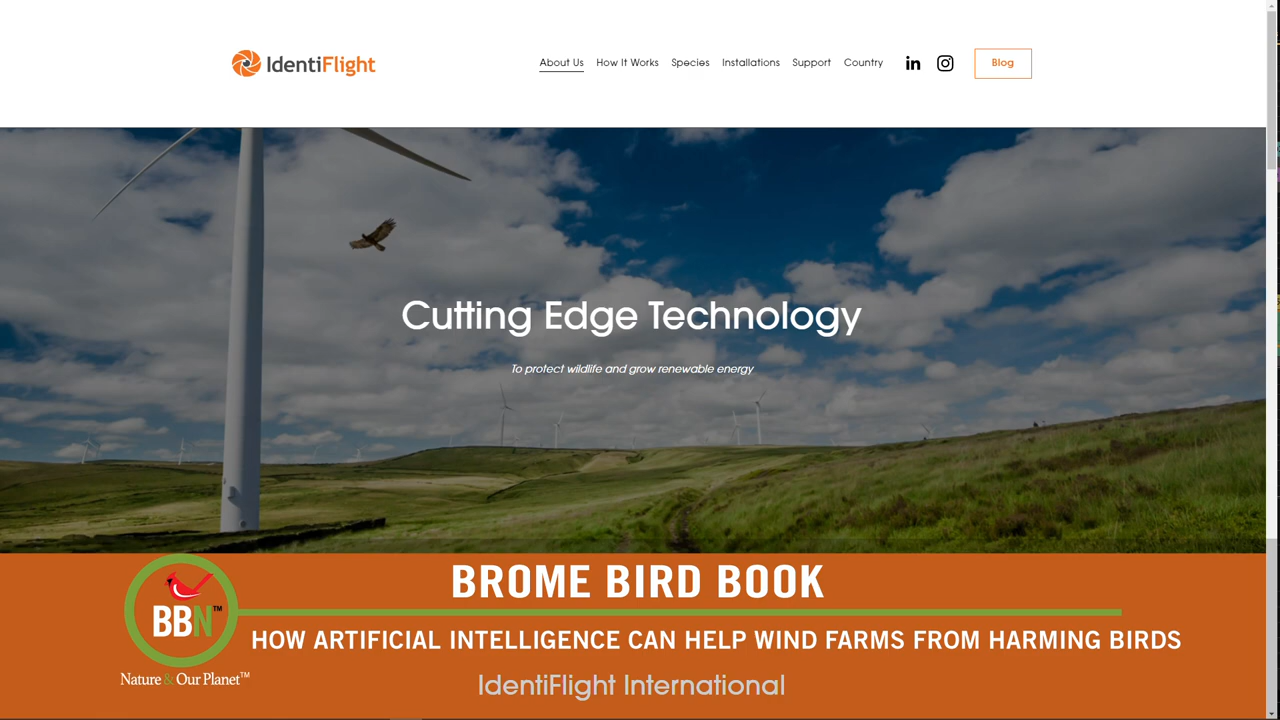 IdentiFlight
About Us How It Works Species Installations Support Country Blog
Cutting Edge Technology
To protect wildlife and grow renewable energy
BROME BIRD BOOK
BBN™
HOW ARTIFICIAL INTELLIGENCE CAN HELP WIND FARMS FROM HARMING BIRDS
Nature & Our Planet™
IdentiFlight International